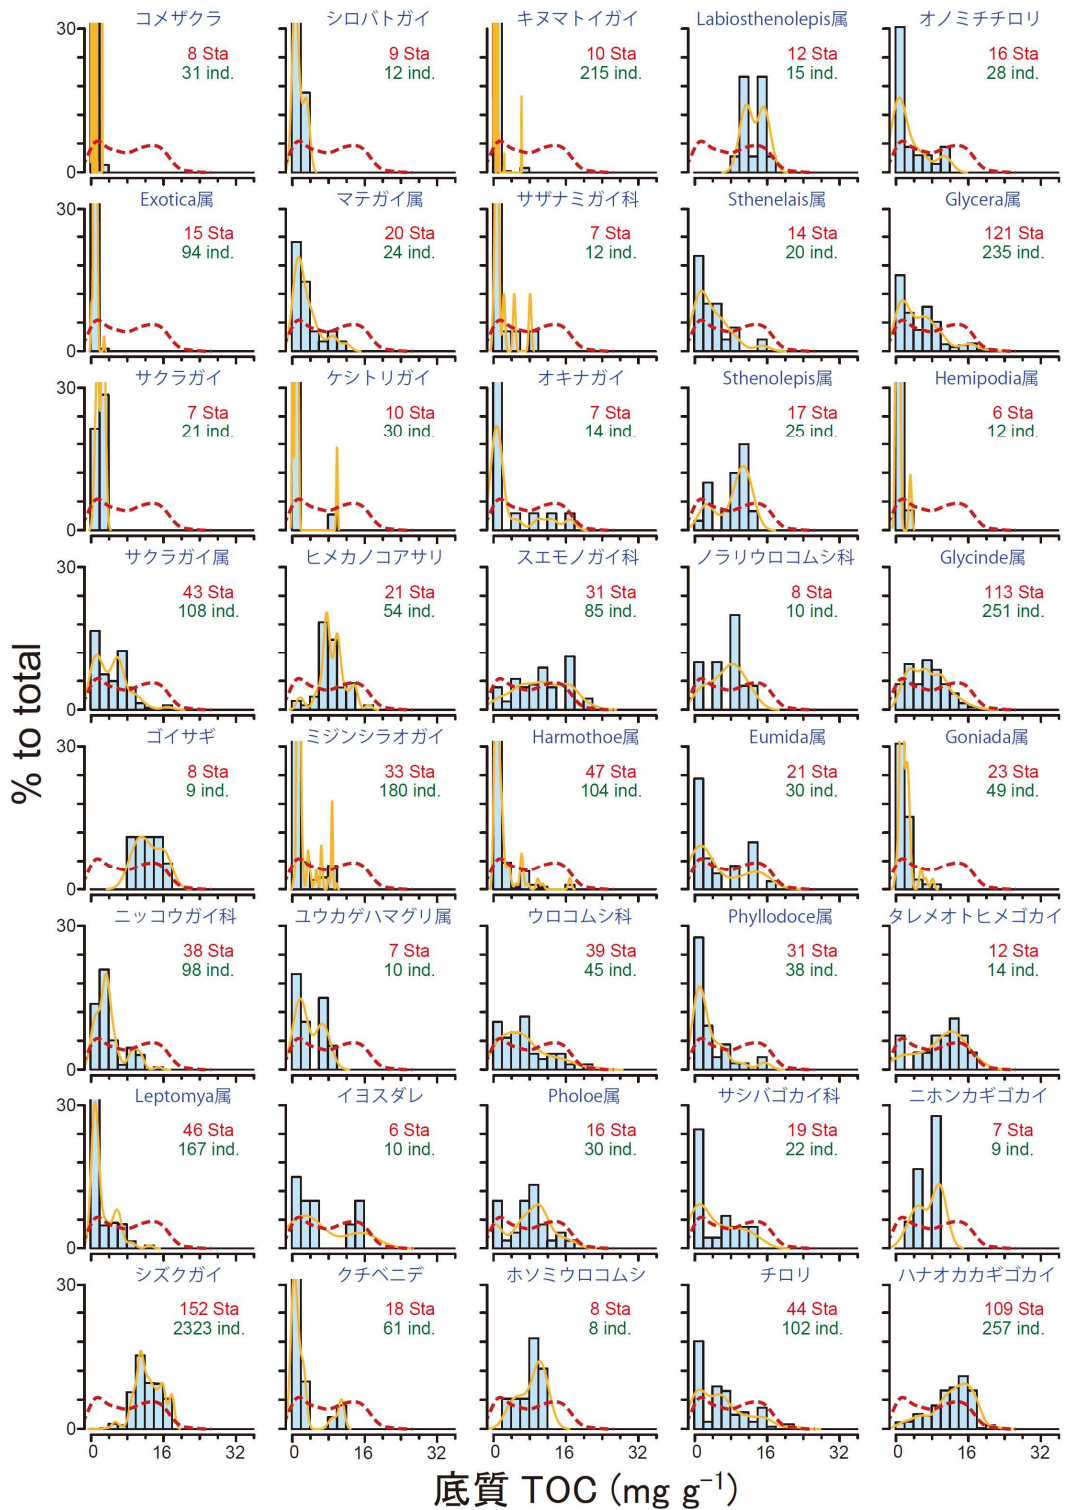 コメザクラ
シロバトガイ
キヌマトイガイ
Labiosthenolepis属
オノミチチロリ
30
8 Sta
31 ind.
9 Sta
12 ind.
10 Sta
215 ind.
12 Sta
15 ind.
16 Sta
28 ind.
0
Exotica属
マテガイ属
サザナミガイ科
Sthenelais属
Glycera属
30
15 Sta
94 ind.
20 Sta
24 ind.
7 Sta
12 ind.
14 Sta
20 ind.
121 Sta
235 ind.
0
サクラガイ
ケシトリガイ
オキナガイ
Sthenolepis属
Hemipodia属
30
7 Sta
21 ind.
10 Sta
30 ind.
7 Sta
14 ind.
17 Sta
25 ind.
6 Sta
12 ind.
0
サクラガイ属
ヒメカノコアサリ
スエモノガイ科
ノラリウロコムシ科
Glycinde属
30
43 Sta
108 ind.
21 Sta
54 ind.
31 Sta
85 ind.
8 Sta
10 ind.
113 Sta
251 ind.
0
% to total
ゴイサギ
ミジンシラオガイ
Harmothoe属
Eumida属
Goniada属
30
8 Sta
9 ind.
33 Sta
180 ind.
47 Sta
104 ind.
21 Sta
30 ind.
23 Sta
49 ind.
0
ニッコウガイ科
ユウカゲハマグリ属
ウロコムシ科
Phyllodoce属
タレメオトヒメゴカイ
30
38 Sta
98 ind.
7 Sta
10 ind.
39 Sta
45 ind.
31 Sta
38 ind.
12 Sta
14 ind.
0
Leptomya属
イヨスダレ
Pholoe属
サシバゴカイ科
ニホンカギゴカイ
30
46 Sta
167 ind.
6 Sta
10 ind.
16 Sta
30 ind.
19 Sta
22 ind.
7 Sta
9 ind.
0
シズクガイ
クチベニデ
ホソミウロコムシ
チロリ
ハナオカカギゴカイ
30
152 Sta
2323 ind.
18 Sta
61 ind.
8 Sta
8 ind.
44 Sta
102 ind.
109 Sta
257 ind.
0
0 16 32 0 16 32 0 16 32 0 16 32 0 16 32
底質 TOC (mg g⁻¹)